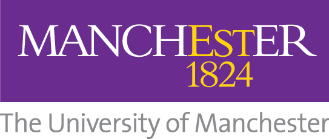 MANCHESTER
1824
The University of Manchester